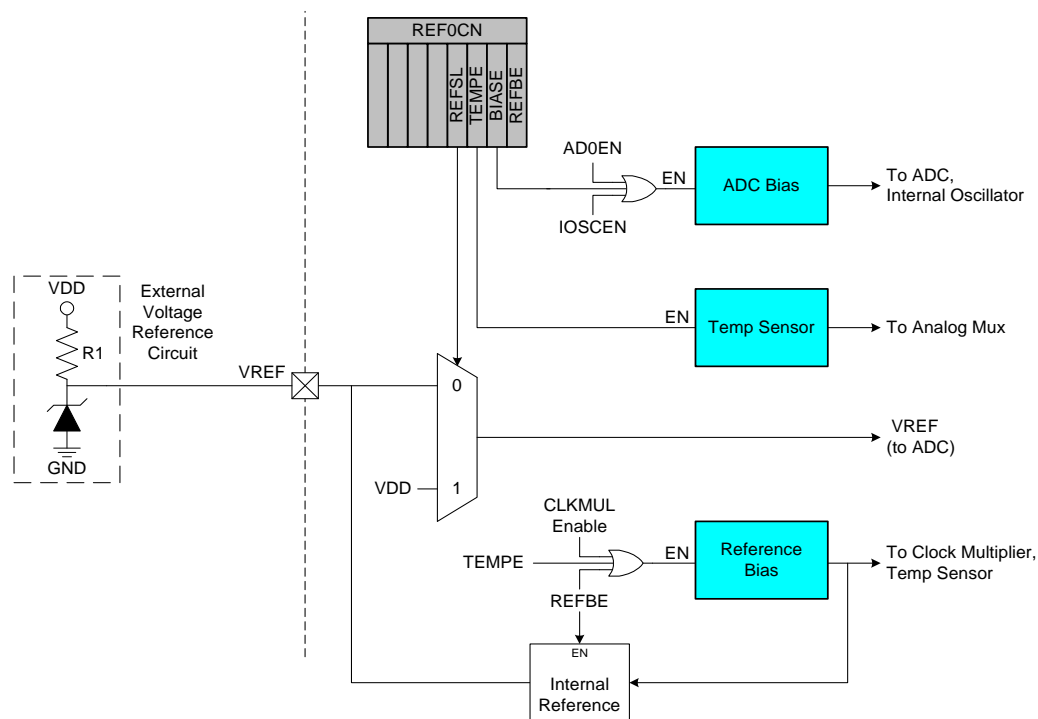 REF0CN
REFSL
TEMPE
BIASE
REFBE
AD0EN
IOSCEN
EN
ADC Bias
To ADC,
Internal Oscillator
EN
Temp Sensor
To Analog Mux
VDD
R1
GND
External
Voltage
Reference
Circuit
VREF
0
VDD
1
VREF
(to ADC)
CLKMUL
Enable
TEMPE
REFBE
EN
Reference
Bias
To Clock Multiplier,
Temp Sensor
EN
Internal
Reference